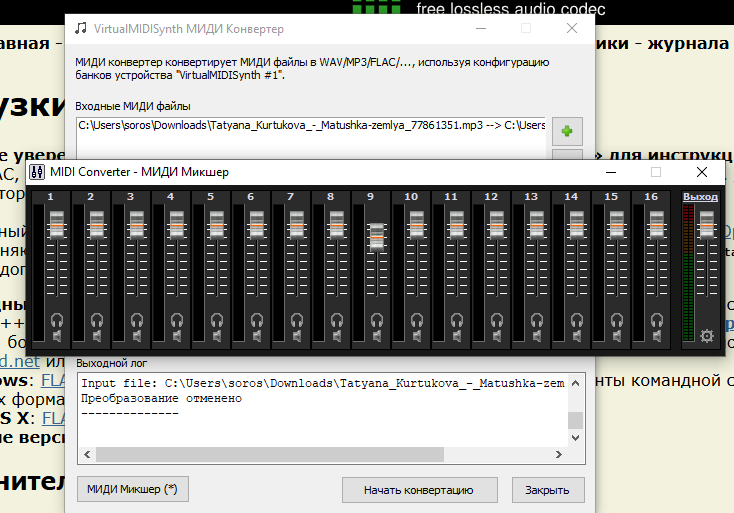 free lossless audio codec
авная -
VirtualMIDISynth МИДИ Конвертер
ики - журнала
МИДИ конвертер конвертирует МИДИ файлы в WAV/MP3/FLAC/..., используя конфигурацию
банков устройства "VirtualMIDISynth #1".
узки
Входные МИДИ файлы
C:\Users\soros\Downloads\Tatyana_Kurtukova_-_Matushka-zemlya_77861351.mp3 --> C:\Users
е увере
для инструкц
MIDI Converter - МИДИ Микшер
1 2 3 4 5 6 7 8 9 10 11 12 13 14 15 16 Выход
d.net ил
ows: FLA
нты командной с
х форма
S X: FLA
ие верси
нител
Выходной лог
Input file: C:\Users\soros\Downloads\Tatyana_Kurtukova_-_Matushka-zem
Преобразование отменено
--------------
МИДИ Микшер (*)
Начать конвертацию
Закрыть